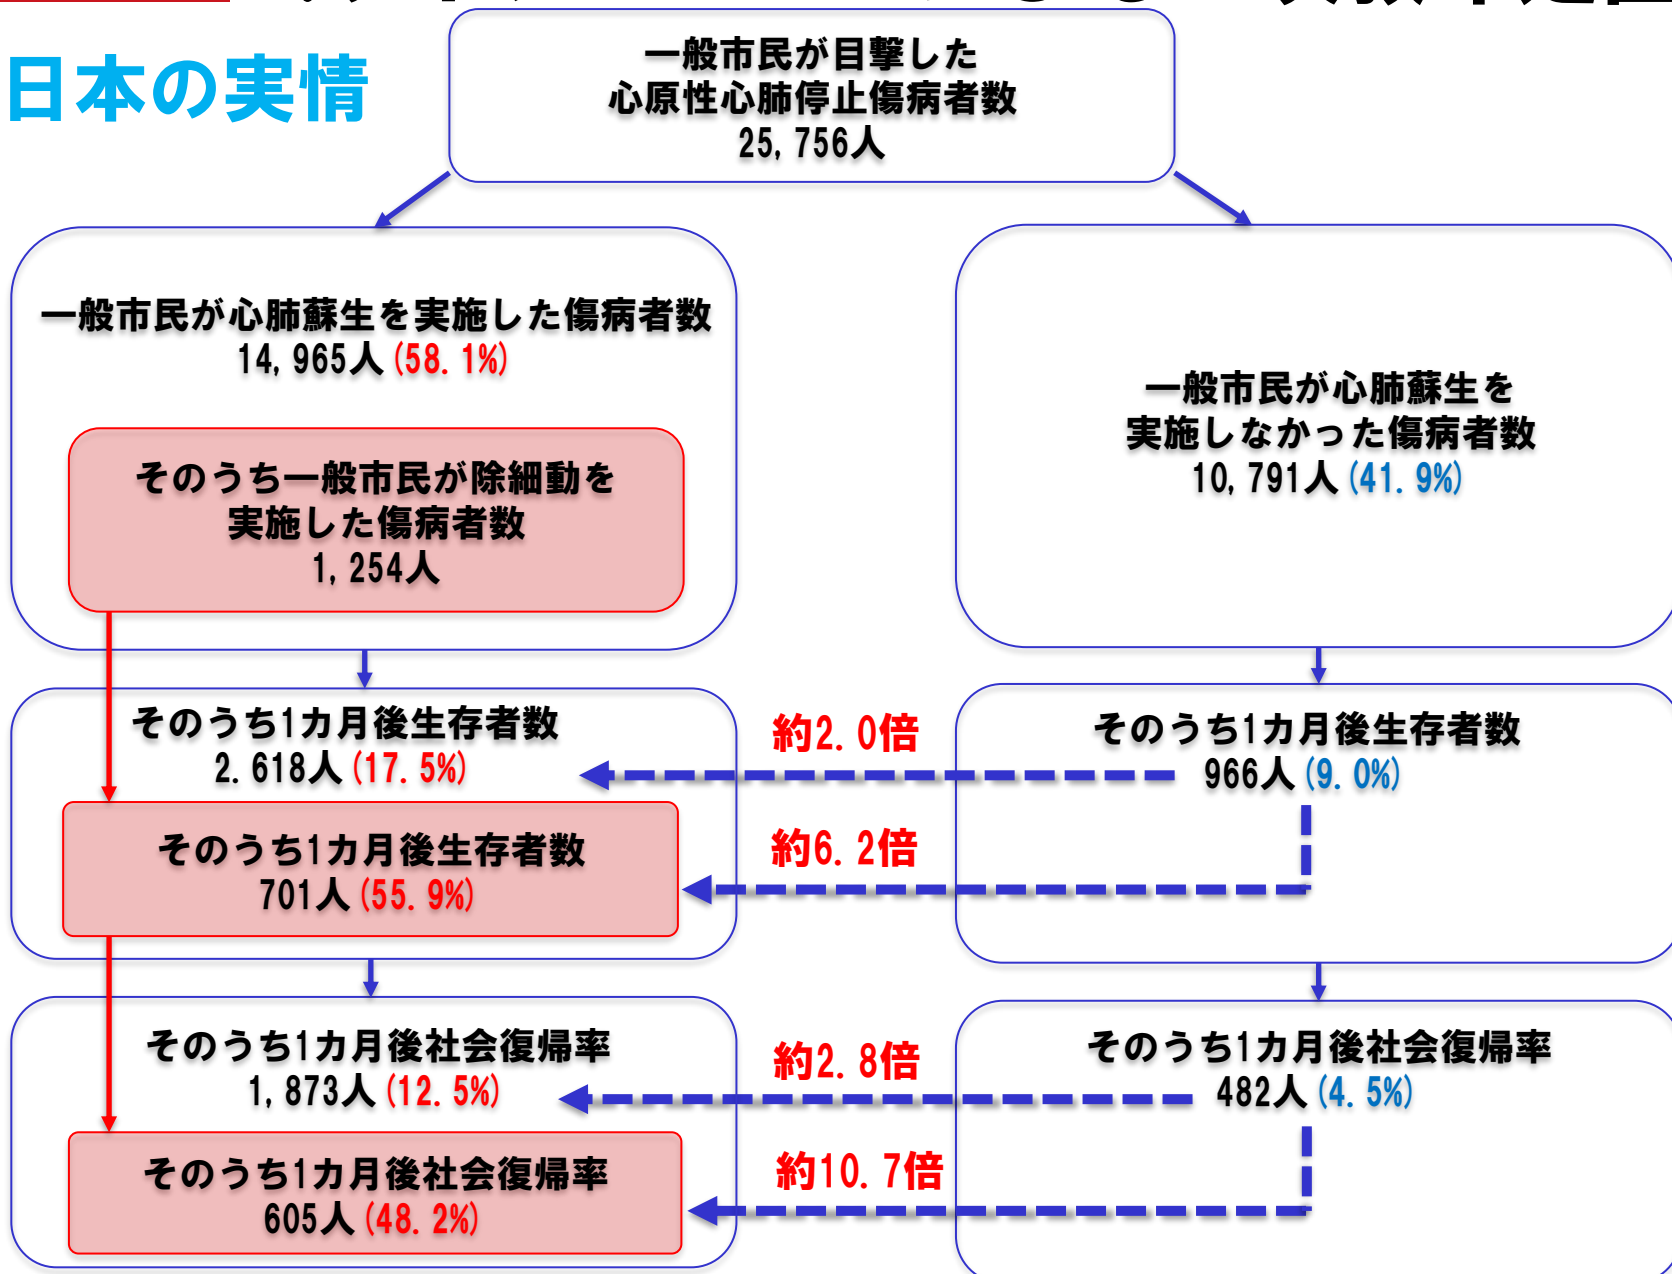 日本の実情
一般市民が目撃した
心原性心肺停止傷病者数
25,756人
一般市民が心肺蘇生を実施した傷病者数
14,965人(58.1%)
そのうち一般市民が除細動を
実施した傷病者数
1,254人
一般市民が心肺蘇生を
実施しなかった傷病者数
10,791人(41.9%)
そのうち1カ月後生存者数
2.618人(17.5%)
約2.0倍
そのうち1カ月後生存者数
966人(9.0%)
そのうち1カ月後生存者数
701人(55.9%)
約6.2倍
そのうち1カ月後社会復帰率
1,873人(12.5%)
約2.8倍
そのうち1カ月後社会復帰率
482人(4.5%)
そのうち1カ月後社会復帰率
605人(48.2%)
約10.7倍